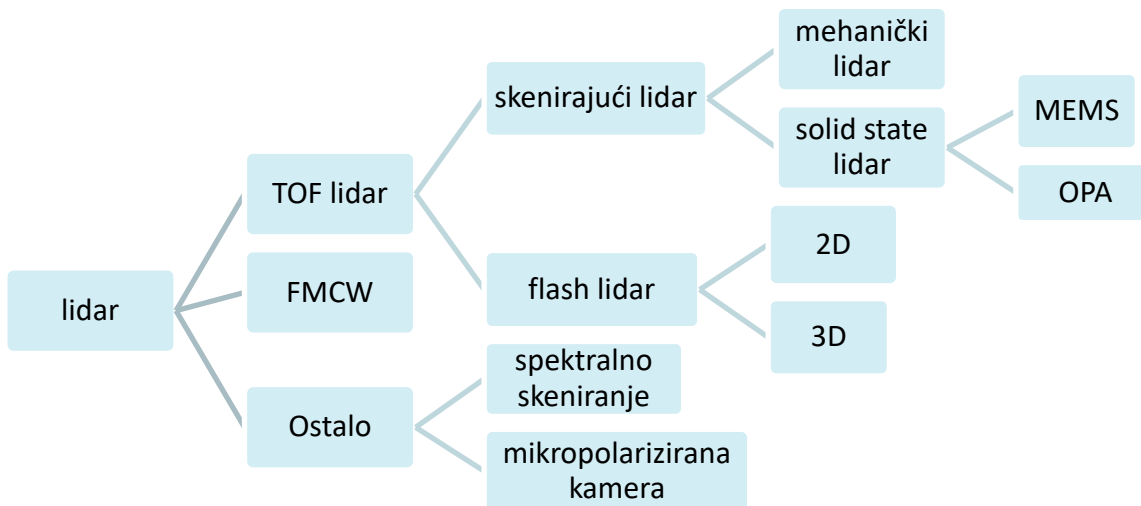 lidar
TOF lidar
FMCW
Ostalo
skenirajući lidar
flash lidar
spektralno
skeniranje
mikropolarizirana
kamera
mehanički
lidar
solid state
lidar
2D
3D
MEMS
OPA